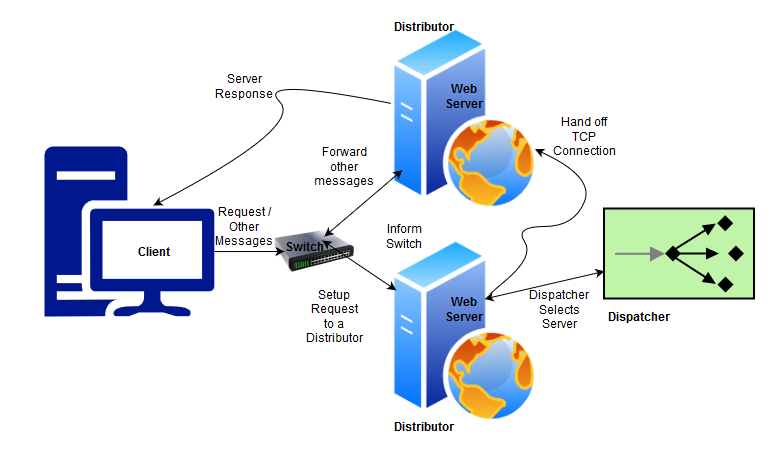 Distributor
Server
Response
Web
Server
Hand off
TCP
Connection
Forward
other
messages
Request /
Other
Messages
Client
Switch
Inform
Switch
Setup
Request
to a
Distributor
Web
Server
Dispatcher
Selects
Server
Dispatcher
Distributor